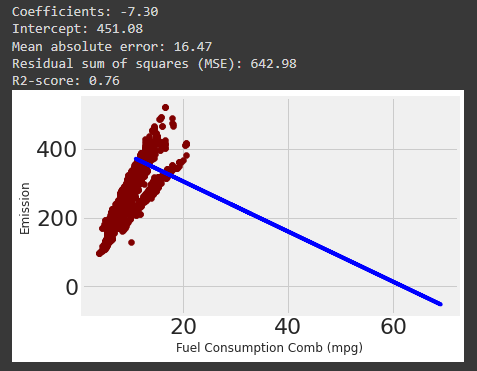 Coefficients: -7.30
Intercept: 451.08
Mean absolute error: 16.47
Residual sum of squares (MSE): 642.98
R2-score: 0.76
400
200
0
Emission
20 40 60
Fuel Consumption Comb (mpg)